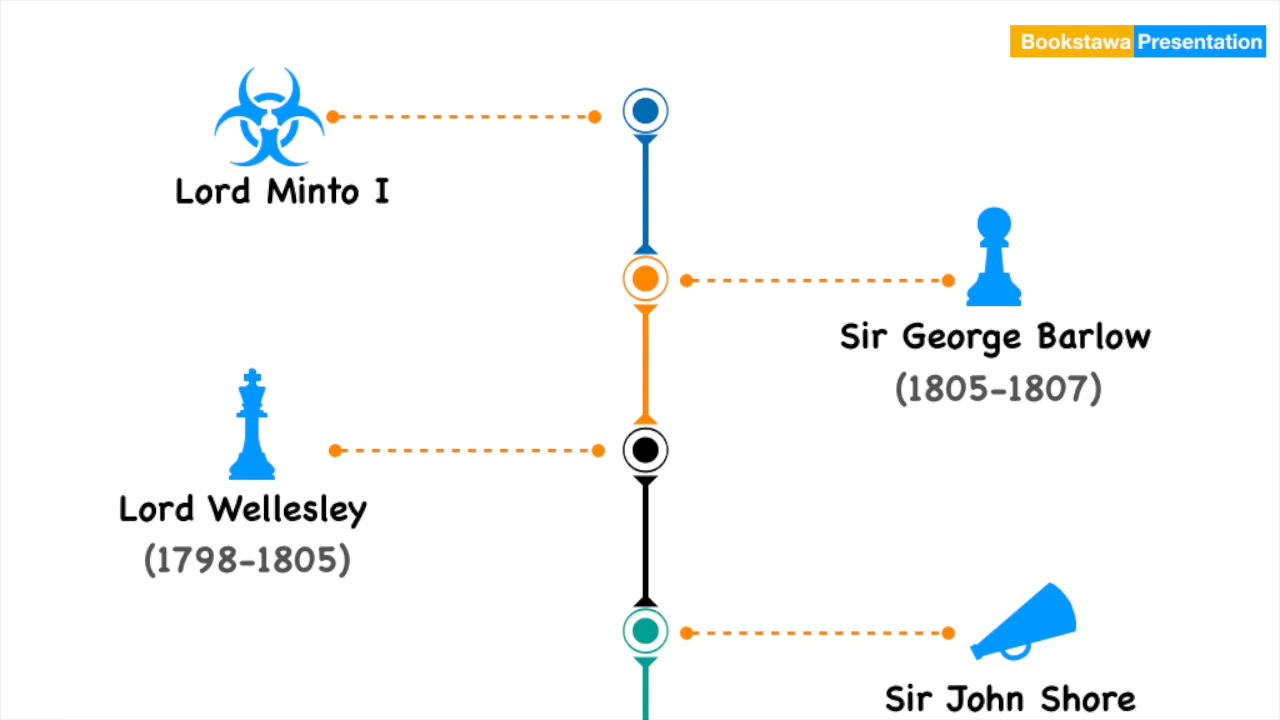 Bookstawa Presentation
Lord Minto I
Sir George Barlow
(1805-1807)
Lord Wellesley
(1798-1805)
Sir John Shore